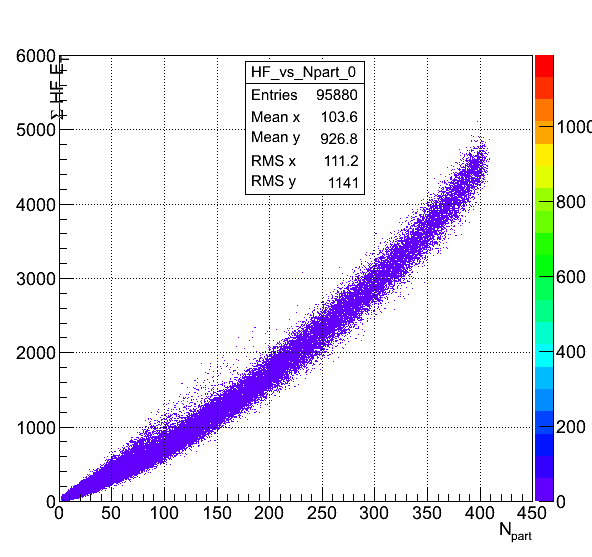 6000
5000
4000
3000
2000
1000
0
Σ HF E_T
HF_vs_Npart_0
Entries 95880
Mean x 103.6
Mean y 926.8
RMS x 111.2
RMS y 1141
1000
800
600
400
200
0
0 50 100 150 200 250 300 350 400 450
N_part